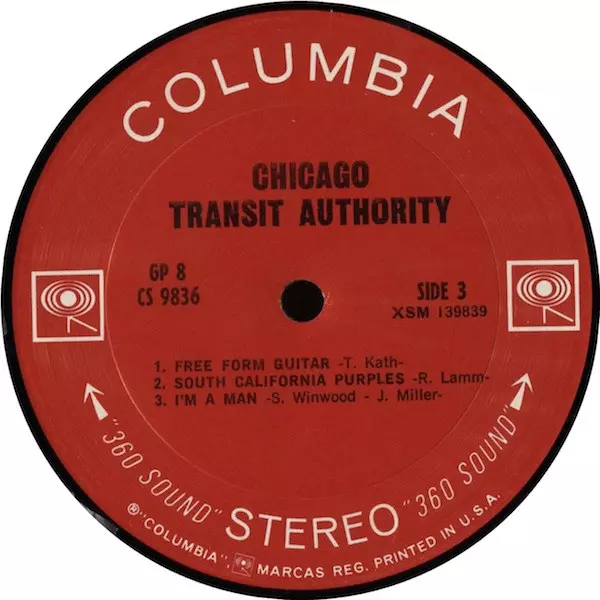 COLUMBIA
CHICAGO
TRANSIT AUTHORITY
GP 8
CS 9836
SIDE 3
XSM 139839
1. FREE FORM GUITAR -T. Kath-
2. SOUTH CALIFORNIA PURPLES -R. Lamm-
3. I'M A MAN -S. Winwood - J. Miller-
"360 SOUND" STEREO "360 SOUND"
®"COLUMBIA", MARCAS REG. PRINTED IN U.S.A.